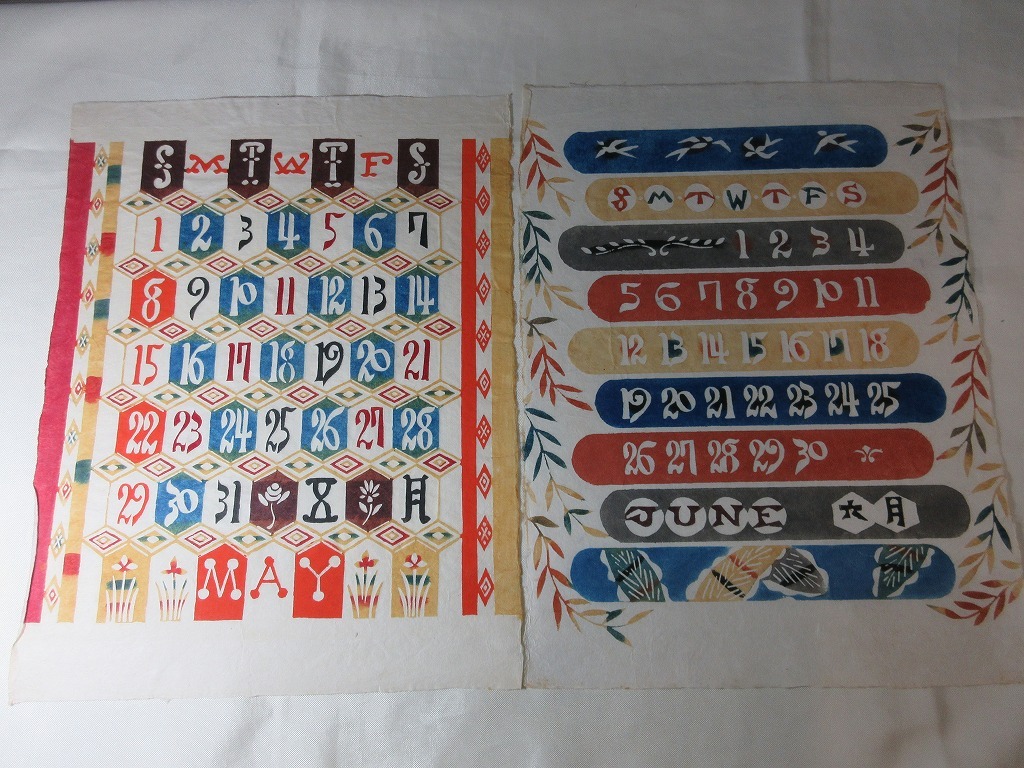 S M T W T F S
1 2 3 4 5 6 7
8 9 10 11 12 13 14
15 16 17 18 19 20 21
22 23 24 25 26 27 28
29 30 31 五 月
MAY
S M T W T F S
1 2 3 4
5 6 7 8 9 10 11
12 13 14 15 16 17 18
19 20 21 22 23 24 25
26 27 28 29 30
JUNE 六月